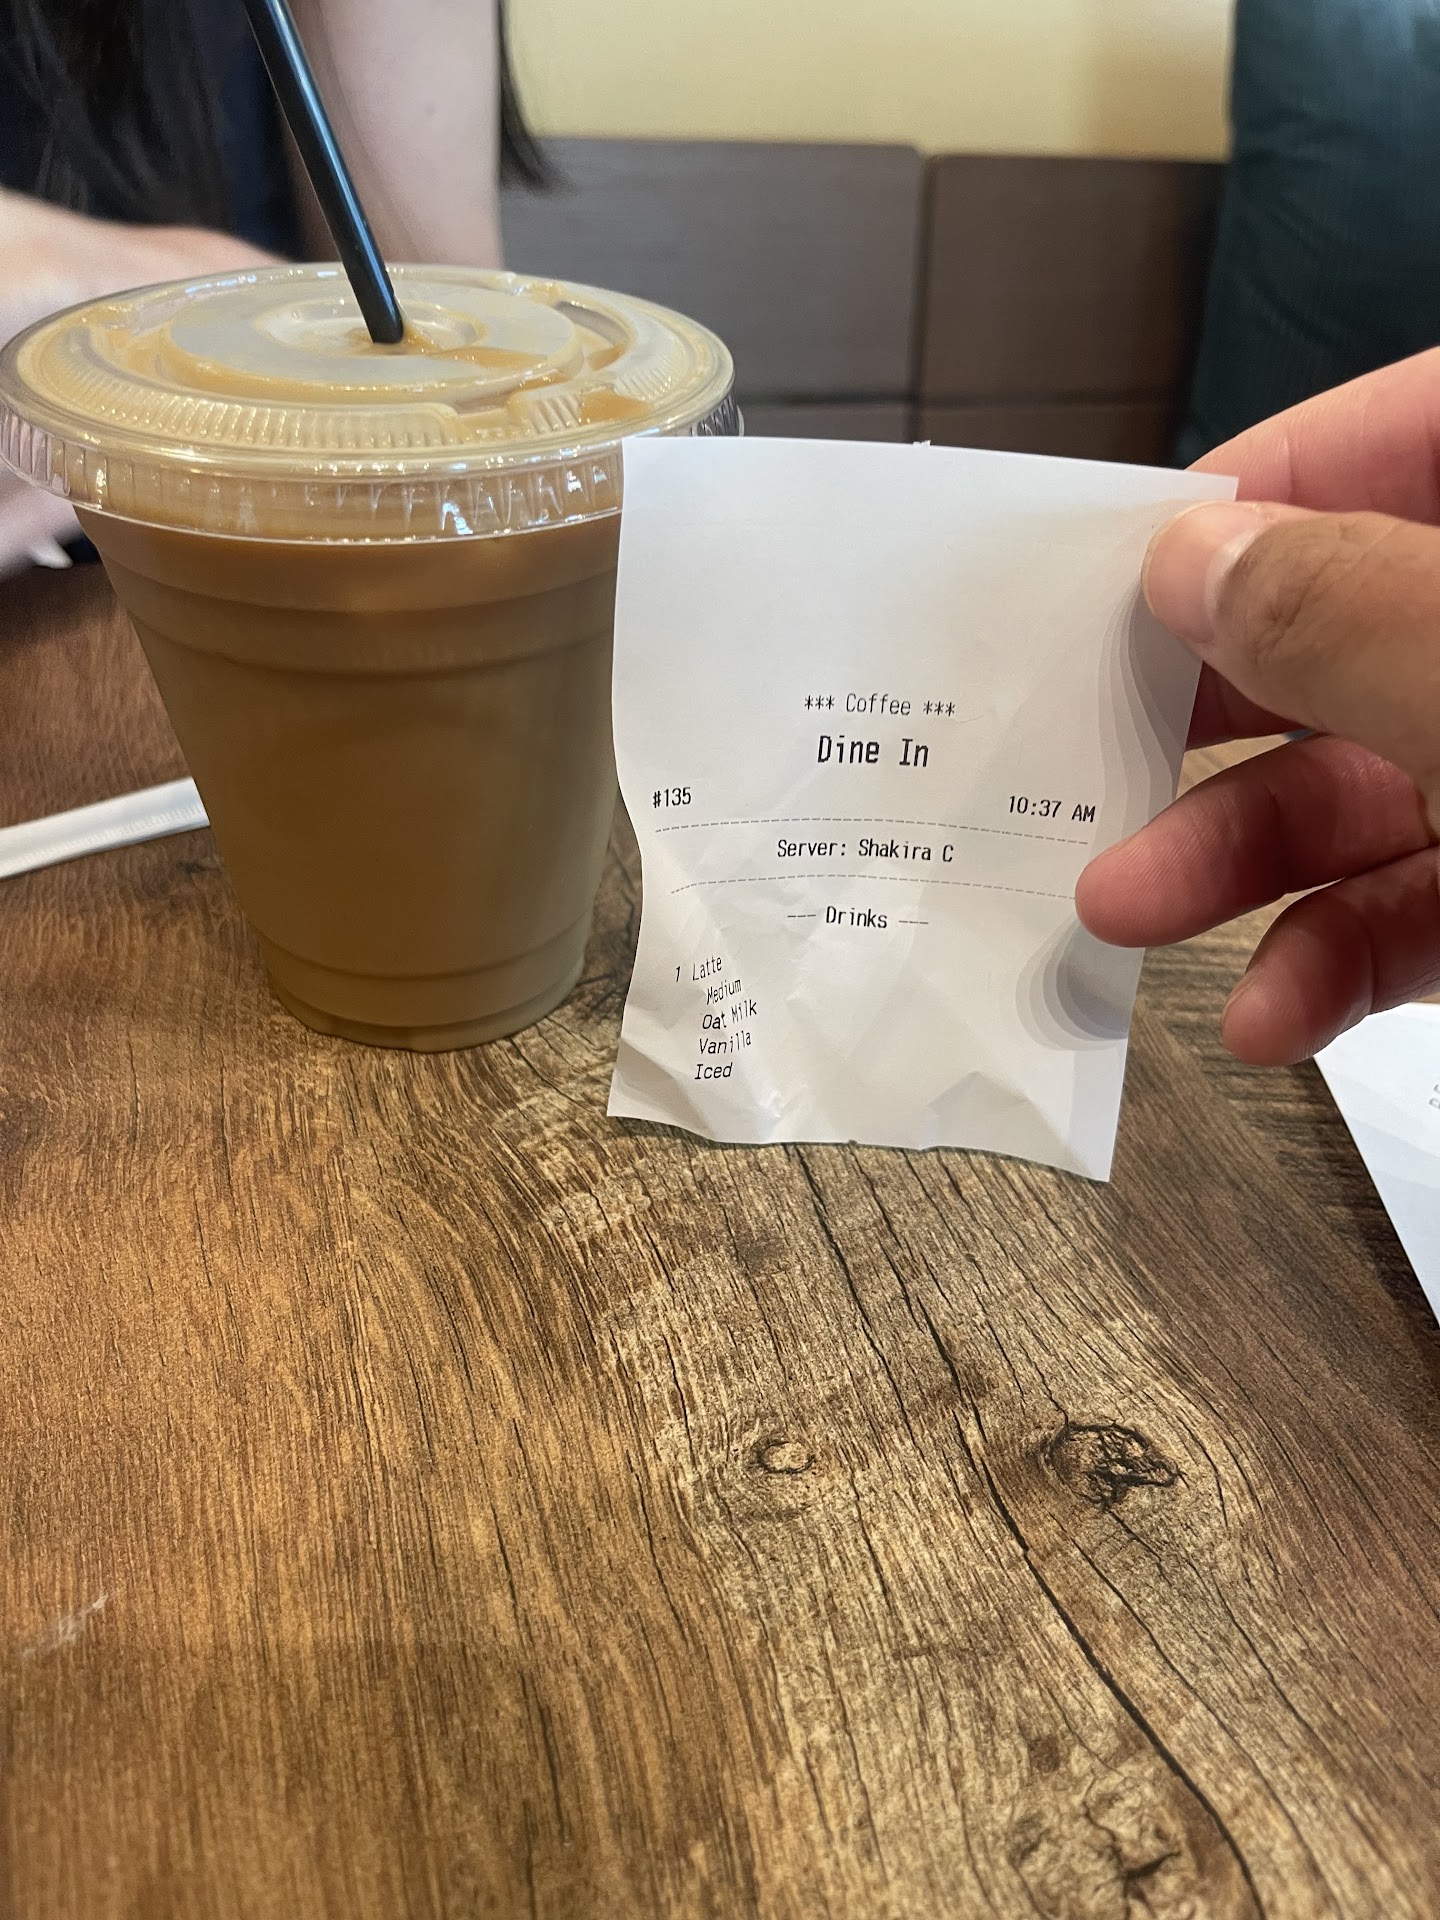 *** Coffee ***
Dine In
#135 10:37 AM
Server: Shakira C
--- Drinks ---
1 Latte
Medium
Oat Milk
Vanilla
Iced